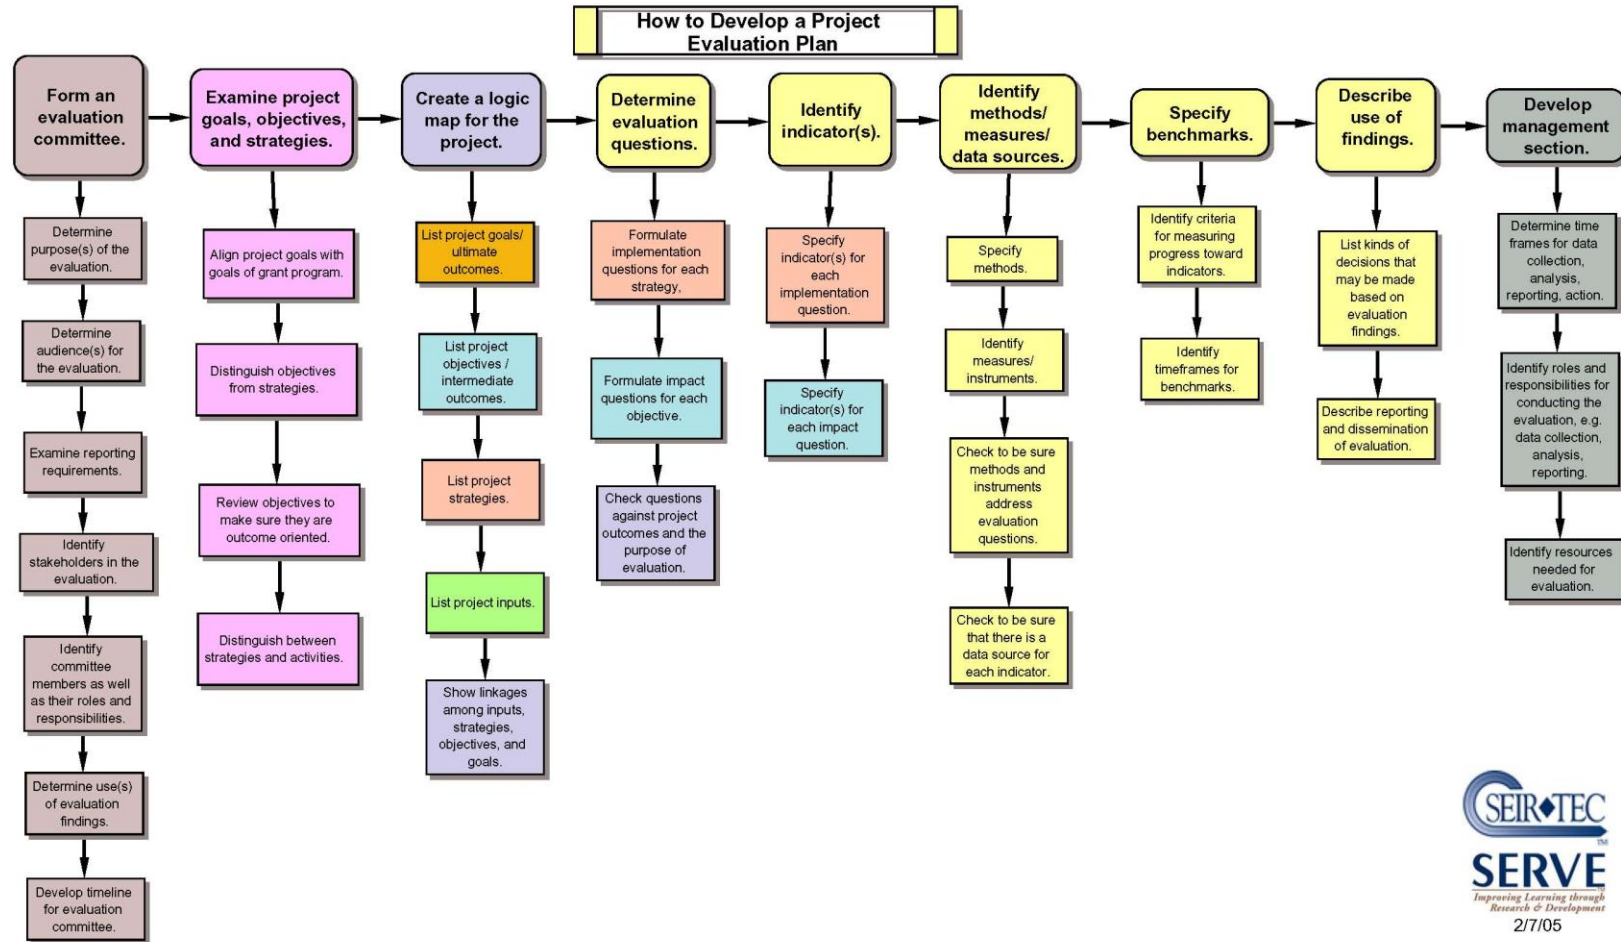 How to Develop a Project
Evaluation Plan
Form an
evaluation
committee.
Examine project
goals, objectives,
and strategies.
Create a logic
map for the
project.
Determine
evaluation
questions.
Identify
indicator(s).
Identify
methods/
measures/
data sources.
Specify
benchmarks.
Describe
use of
findings.
Develop
management
section.
Determine
purpose(s) of the
evaluation.
Determine
audience(s) for
the evaluation.
Examine reporting
requirements.
Identify
stakeholders in the
evaluation.
Identify
committee
members as well
as their roles and
responsibilities.
Determine use(s)
of evaluation
findings.
Develop timeline
for evaluation
committee.
Align project goals with
goals of grant program.
Distinguish objectives
from strategies.
Review objectives to
make sure they are
outcome oriented.
Distinguish between
strategies and activities.
List project goals/
ultimate
outcomes.
List project
objectives /
intermediate
outcomes.
List project
strategies.
List project inputs.
Show linkages
among inputs,
strategies,
objectives, and
goals.
Formulate
implementation
questions for each
strategy,
Formulate impact
questions for each
objective.
Check questions
against project
outcomes and the
purpose of
evaluation.
Specify
indicator(s) for
each
implementation
question.
Specify
indicator(s) for
each impact
question.
Specify
methods.
Identify
measures/
instruments.
Check to be sure
methods and
instruments
address
evaluation
questions.
Check to be sure
that there is a
data source for
each indicator.
Identify criteria
for measuring
progress toward
indicators.
Identify
timeframes for
benchmarks.
List kinds of
decisions that
may be made
based on
evaluation
findings.
Describe reporting
and dissemination
of evaluation.
Determine time
frames for data
collection,
analysis,
reporting, action.
Identify roles and
responsibilities for
conducting the
evaluation, e.g.
data collection,
analysis,
reporting.
Identify resources
needed for
evaluation.
SEIR♦TEC
TM
SERVE
Improving Learning through
Research & Development
2/7/05